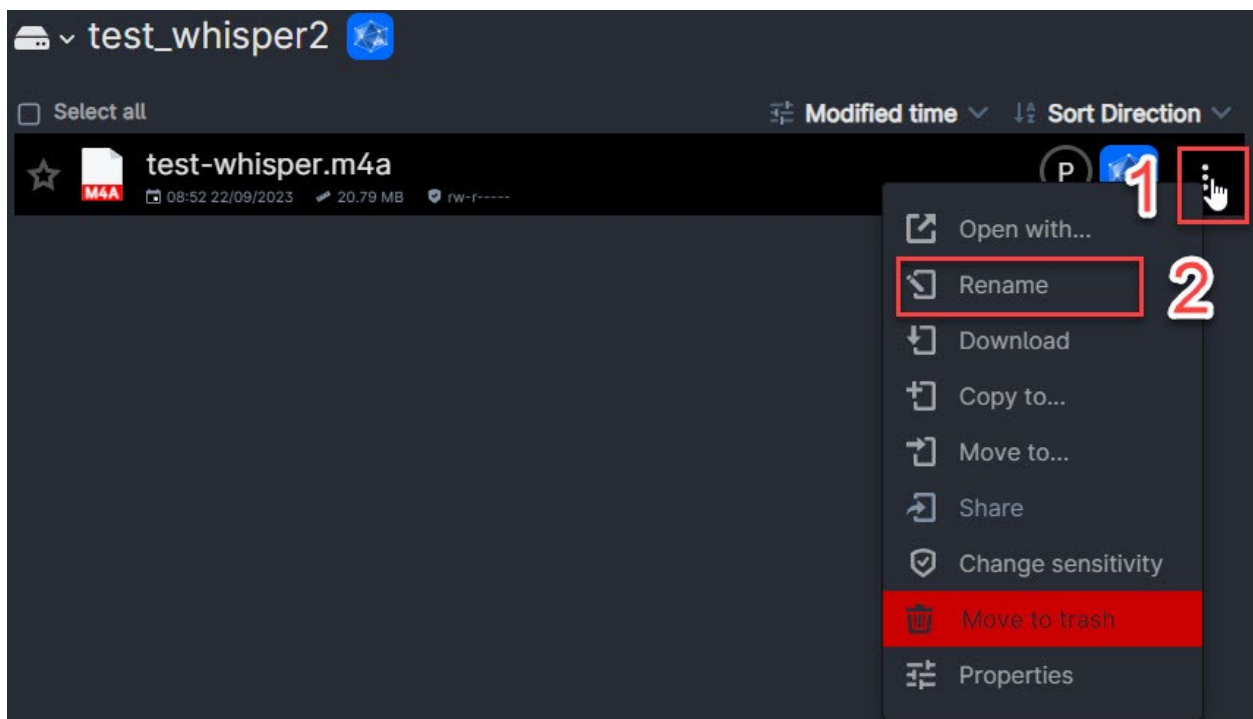 test_whisper2
Select all
Modified time
Sort Direction
test-whisper.m4a
M4A
08:52 22/09/2023 20.79 MB rw-r-----
P
1
Open with...
Rename
2
Download
Copy to...
Move to...
Share
Change sensitivity
Move to trash
Properties